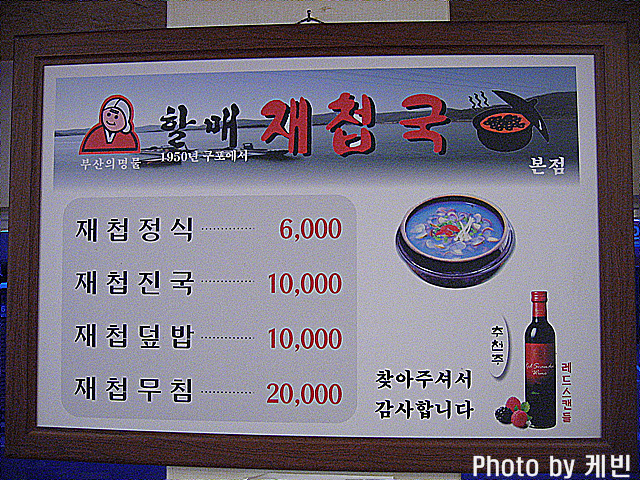 할매 재첩국
부산의명물 1950년 구포에서
본점
재첩정식 6,000
재첩진국 10,000
재첩덮밥 10,000
재첩무침 20,000
추천주
레드스캔들
찾아주셔서
감사합니다
Photo by 케빈